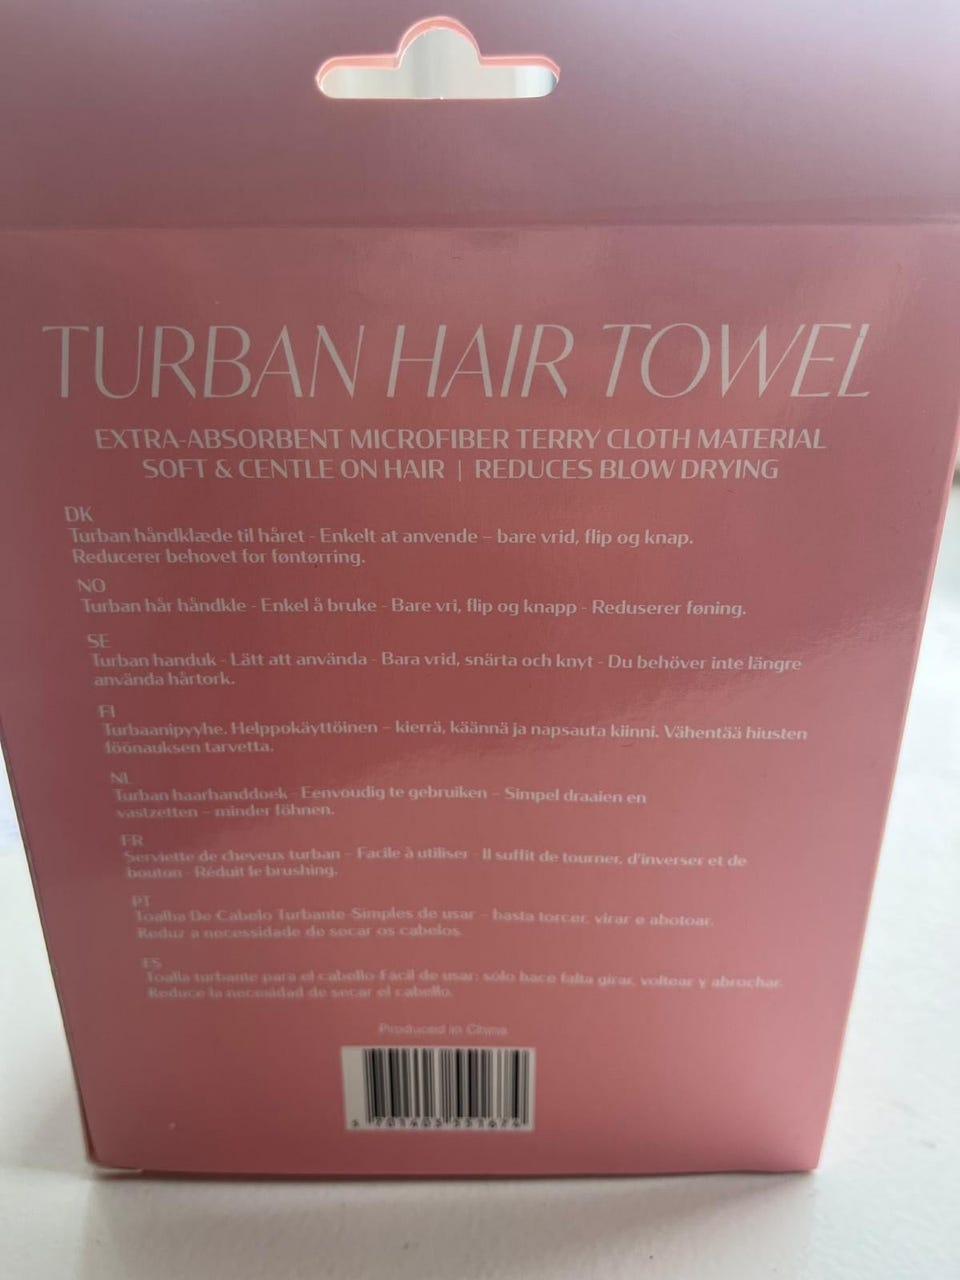 TURBAN HAIR TOWEL
EXTRA-ABSORBENT MICROFIBER TERRY CLOTH MATERIAL
SOFT & CENTLE ON HAIR | REDUCES BLOW DRYING
DK
Turban håndklæde til håret - Enkelt at anvende – bare vrid, flip og knap.
Reducerer behovet for føntørring.
NO
Turban hår håndkle - Enkel å bruke - Bare vri, flip og knapp - Reduserer føning.
SE
Turban handuk - Lätt att använda - Bara vrid, snärta och knyt - Du behöver inte längre
använda hårtork.
FI
Turbaanipyyhe. Helppokäyttöinen – kierrä, käännä ja napsauta kiinni. Vähentää hiusten
föönauksen tarvetta.
NL
Turban haarhanddoek - Eenvoudig te gebruiken – Simpel draaien en
vastzetten – minder föhnen.
FR
Serviette de cheveux turban – Facile à utiliser - Il suffit de tourner, d'inverser et de
bouton - Réduit le brushing.
PT
Toalha De Cabelo Turbante-Simples de usar – basta torcer, virar e abotoar.
Reduz a necessidade de secar os cabelos.
ES
Toalla turbante para el cabello-Fácil de usar: sólo hace falta girar, voltear y abrochar.
Reduce la necesidad de secar el cabello.
Produced in China